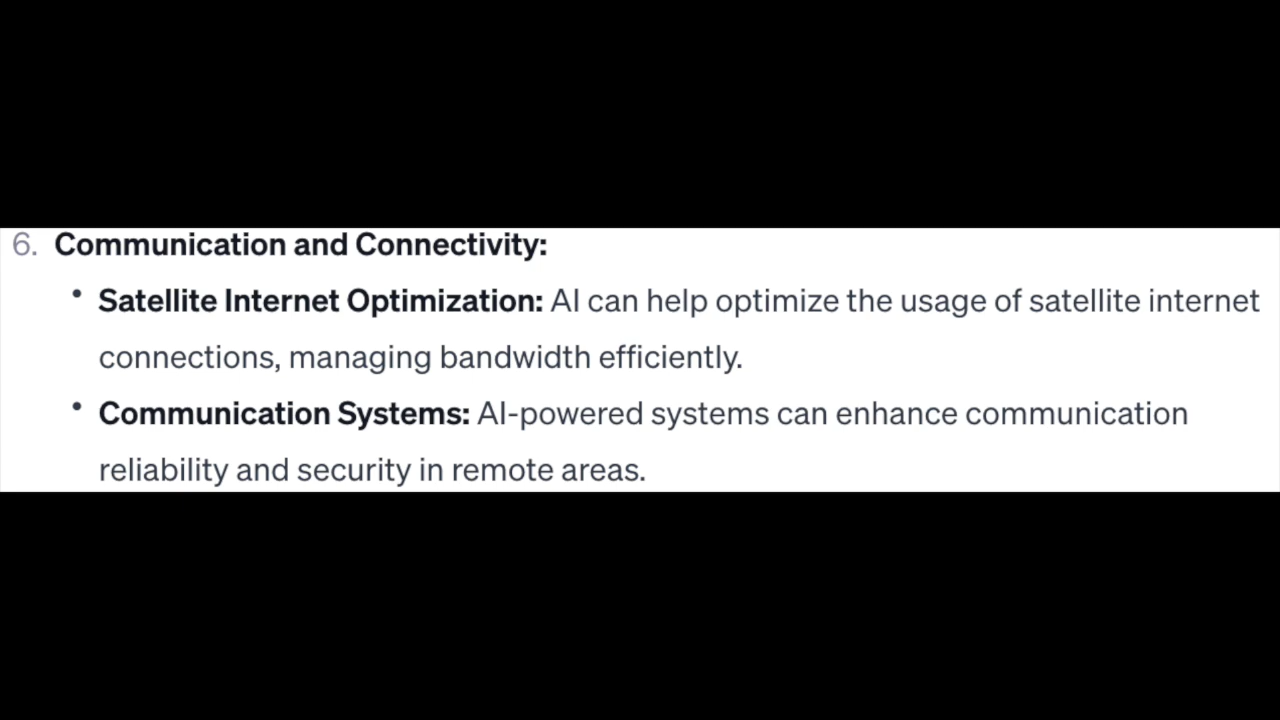 6. Communication and Connectivity:
• Satellite Internet Optimization: AI can help optimize the usage of satellite internet
connections, managing bandwidth efficiently.
• Communication Systems: AI-powered systems can enhance communication
reliability and security in remote areas.